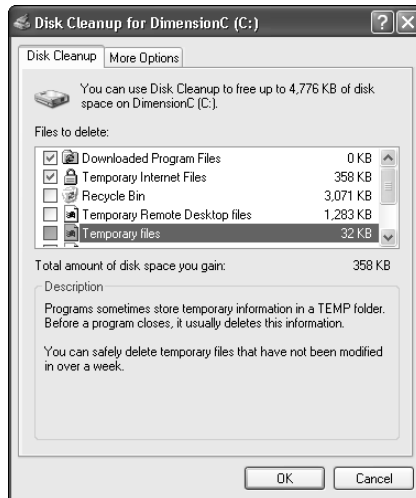 Disk Cleanup for DimensionC (C:)
Disk Cleanup More Options
You can use Disk Cleanup to free up to 4,776 KB of disk
space on DimensionC (C:).
Files to delete:
Downloaded Program Files 0 KB
Temporary Internet Files 358 KB
Recycle Bin 3,071 KB
Temporary Remote Desktop files 1,283 KB
Temporary files 32 KB
Total amount of disk space you gain: 358 KB
Description
Programs sometimes store temporary information in a TEMP folder.
Before a program closes, it usually deletes this information.
You can safely delete temporary files that have not been modified
in over a week.
OK Cancel